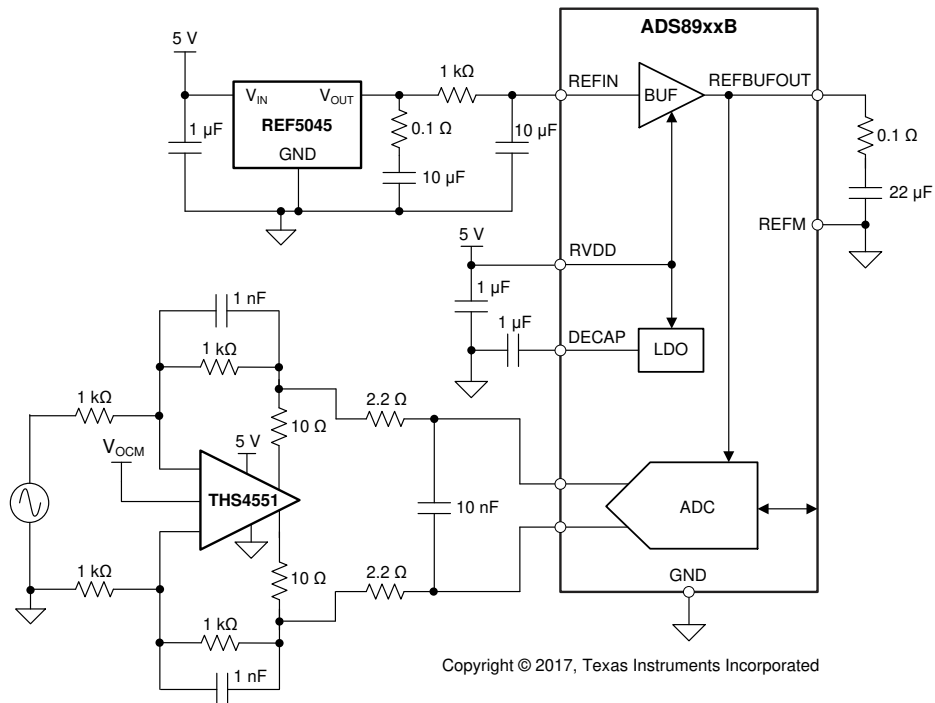 ADS89xxB
5 V
1 kΩ
REFIN
REFBUFOUT
VIN
VOUT
BUF
REF5045
1 µF
0.1 Ω
10 µF
0.1 Ω
GND
10 µF
22 µF
REFM
5 V
RVDD
1 µF
1 nF
1 µF
DECAP
LDO
1 kΩ
1 kΩ
2.2 Ω
10 Ω
5 V
VOCM
THS4551
10 nF
ADC
10 Ω
1 kΩ
2.2 Ω
GND
1 kΩ
1 nF
Copyright © 2017, Texas Instruments Incorporated